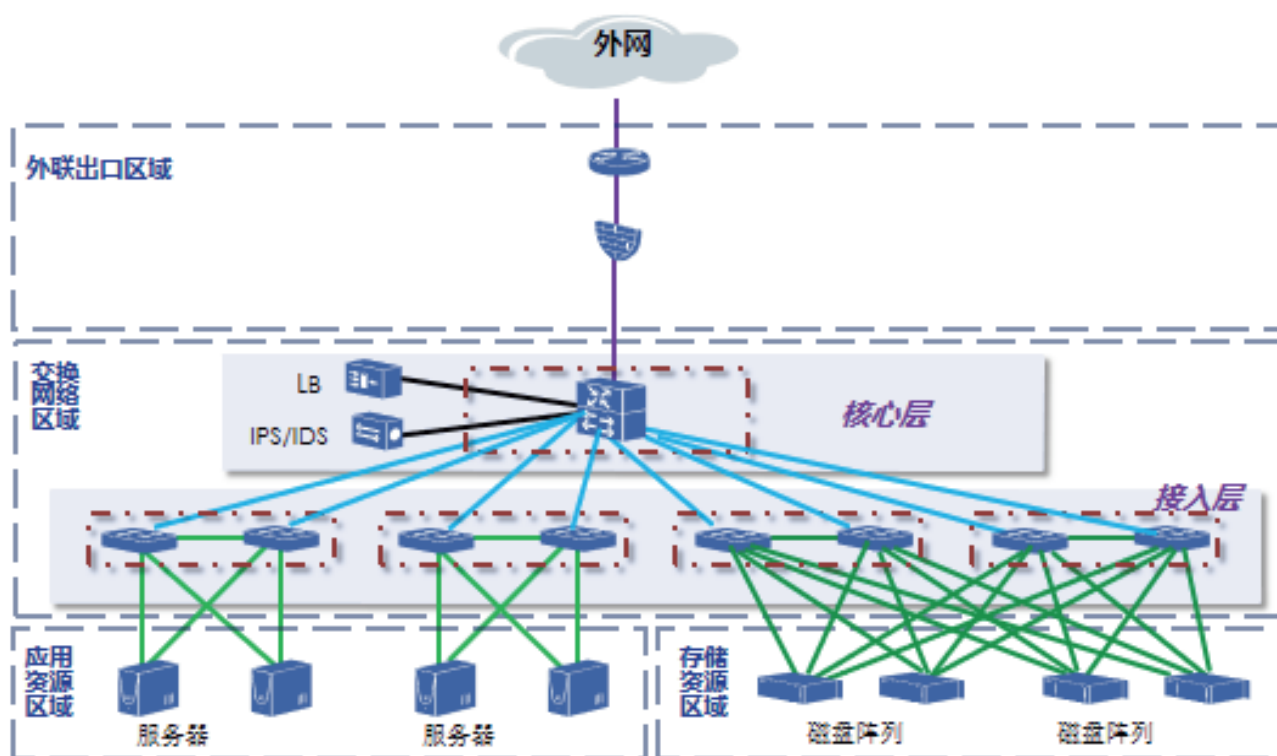 外网
外联出口区域
交换
网络
区域
LB
IPS/IDS
核心层
接入层
应用
资源
区域
服务器
服务器
存储
资源
区域
磁盘阵列
磁盘阵列